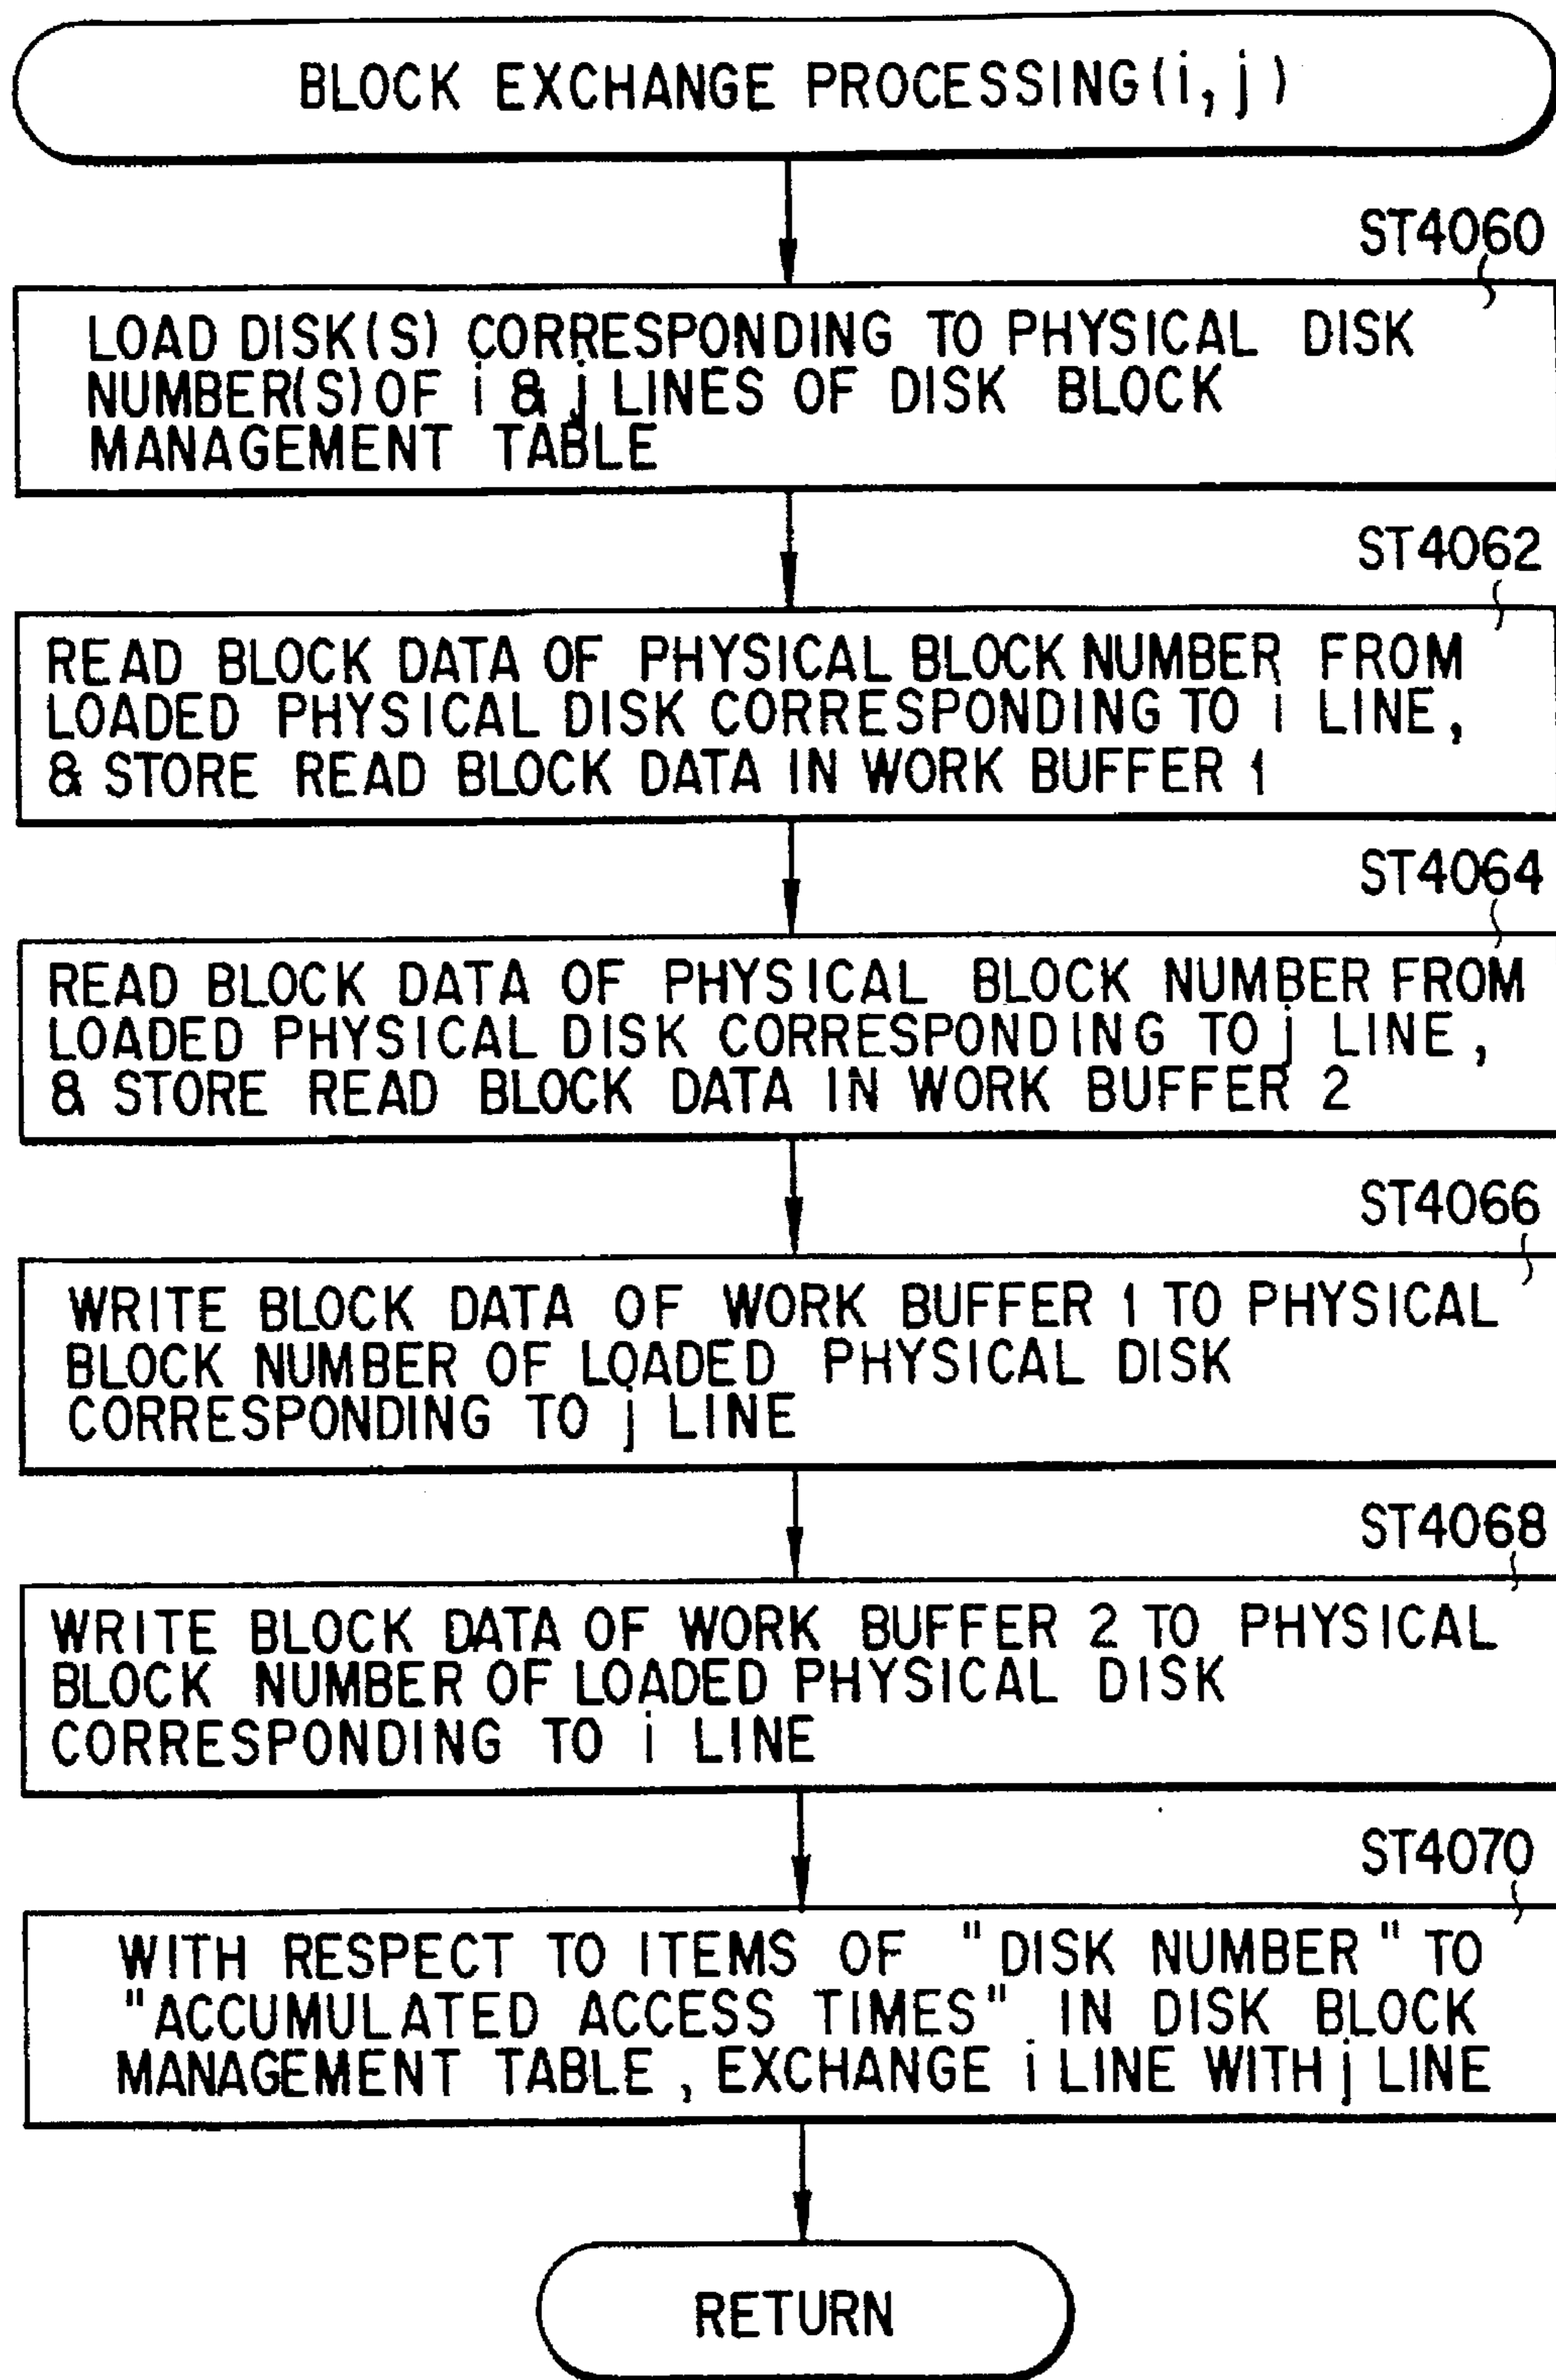 BLOCK EXCHANGE PROCESSING(i, j)
ST4060
LOAD DISK(S) CORRESPONDING TO PHYSICAL DISK
NUMBER(S) OF i & j LINES OF DISK BLOCK
MANAGEMENT TABLE
ST4062
READ BLOCK DATA OF PHYSICAL BLOCK NUMBER FROM
LOADED PHYSICAL DISK CORRESPONDING TO i LINE,
& STORE READ BLOCK DATA IN WORK BUFFER 1
ST4064
READ BLOCK DATA OF PHYSICAL BLOCK NUMBER FROM
LOADED PHYSICAL DISK CORRESPONDING TO j LINE,
& STORE READ BLOCK DATA IN WORK BUFFER 2
ST4066
WRITE BLOCK DATA OF WORK BUFFER 1 TO PHYSICAL
BLOCK NUMBER OF LOADED PHYSICAL DISK
CORRESPONDING TO j LINE
ST4068
WRITE BLOCK DATA OF WORK BUFFER 2 TO PHYSICAL
BLOCK NUMBER OF LOADED PHYSICAL DISK
CORRESPONDING TO i LINE
ST4070
WITH RESPECT TO ITEMS OF "DISK NUMBER" TO
"ACCUMULATED ACCESS TIMES" IN DISK BLOCK
MANAGEMENT TABLE, EXCHANGE i LINE WITH j LINE
RETURN